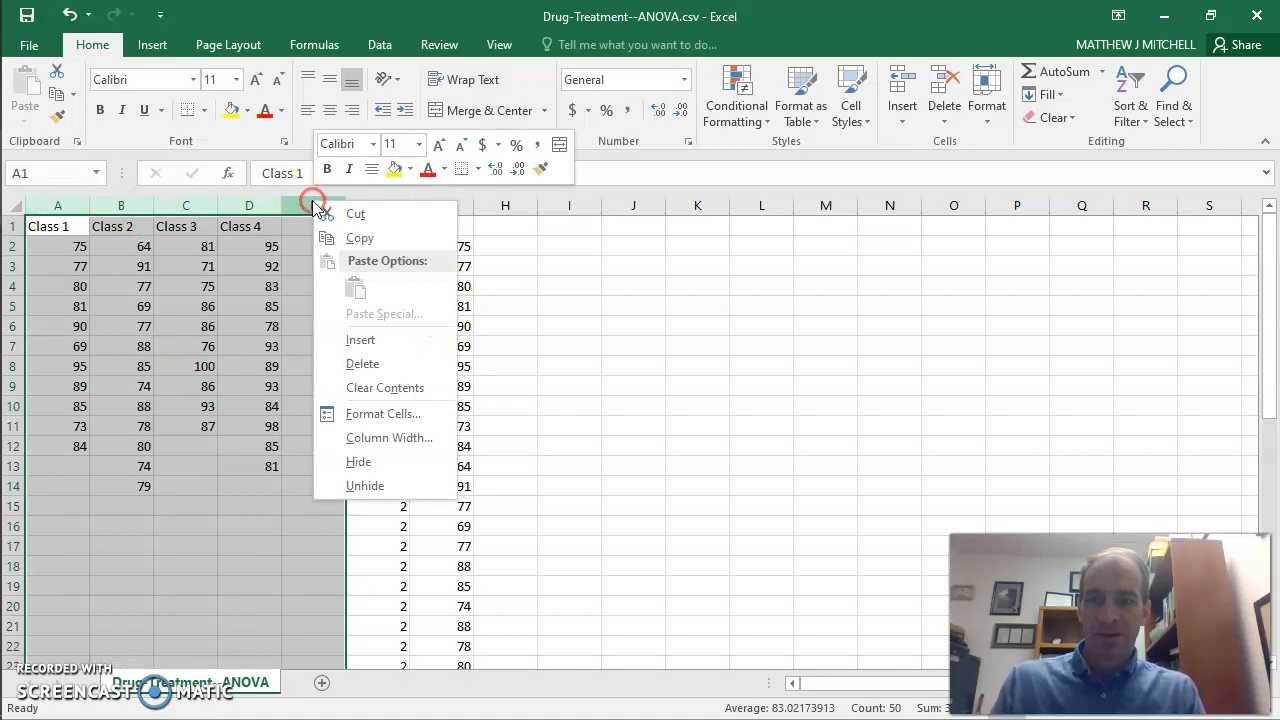 Drug-Treatment--ANOVA.csv - Excel
File Home Insert Page Layout Formulas Data Review View Tell me what you want to do... MATTHEW J MITCHELL Share
Calibri 11 Wrap Text General AutoSum
Paste Merge & Center Fill
Conditional Formatting Format as Table Cell Styles Insert Delete Format Clear Sort & Filter Find & Select
Clipboard Font Number Styles Cells Editing
Calibri 11
A1 Class 1
A B C D H I J K L M N O P Q R S
1 Class 1 Class 2 Class 3 Class 4
2 75 64 81 95 75
3 77 91 71 92 77
4 80 77 75 83 80
5 81 69 86 85 81
6 90 77 86 78 90
7 69 88 76 93 69
8 95 85 100 89 95
9 89 74 86 93 89
10 85 88 93 84 85
11 73 78 87 98 73
12 84 80 85 84
13 74 81 64
14 79 91
15 2 77
16 2 69
17 2 77
18 2 88
19 2 85
20 2 74
21 2 88
22 2 78
23 2 80
Cut
Copy
Paste Options:
Paste Special...
Insert
Delete
Clear Contents
Format Cells...
Column Width...
Hide
Unhide
RECORDED WITH
SCREENCAST MATIC
Drug-Treatment--ANOVA
Ready Average: 83.02173913 Count: 50 Sum: 3